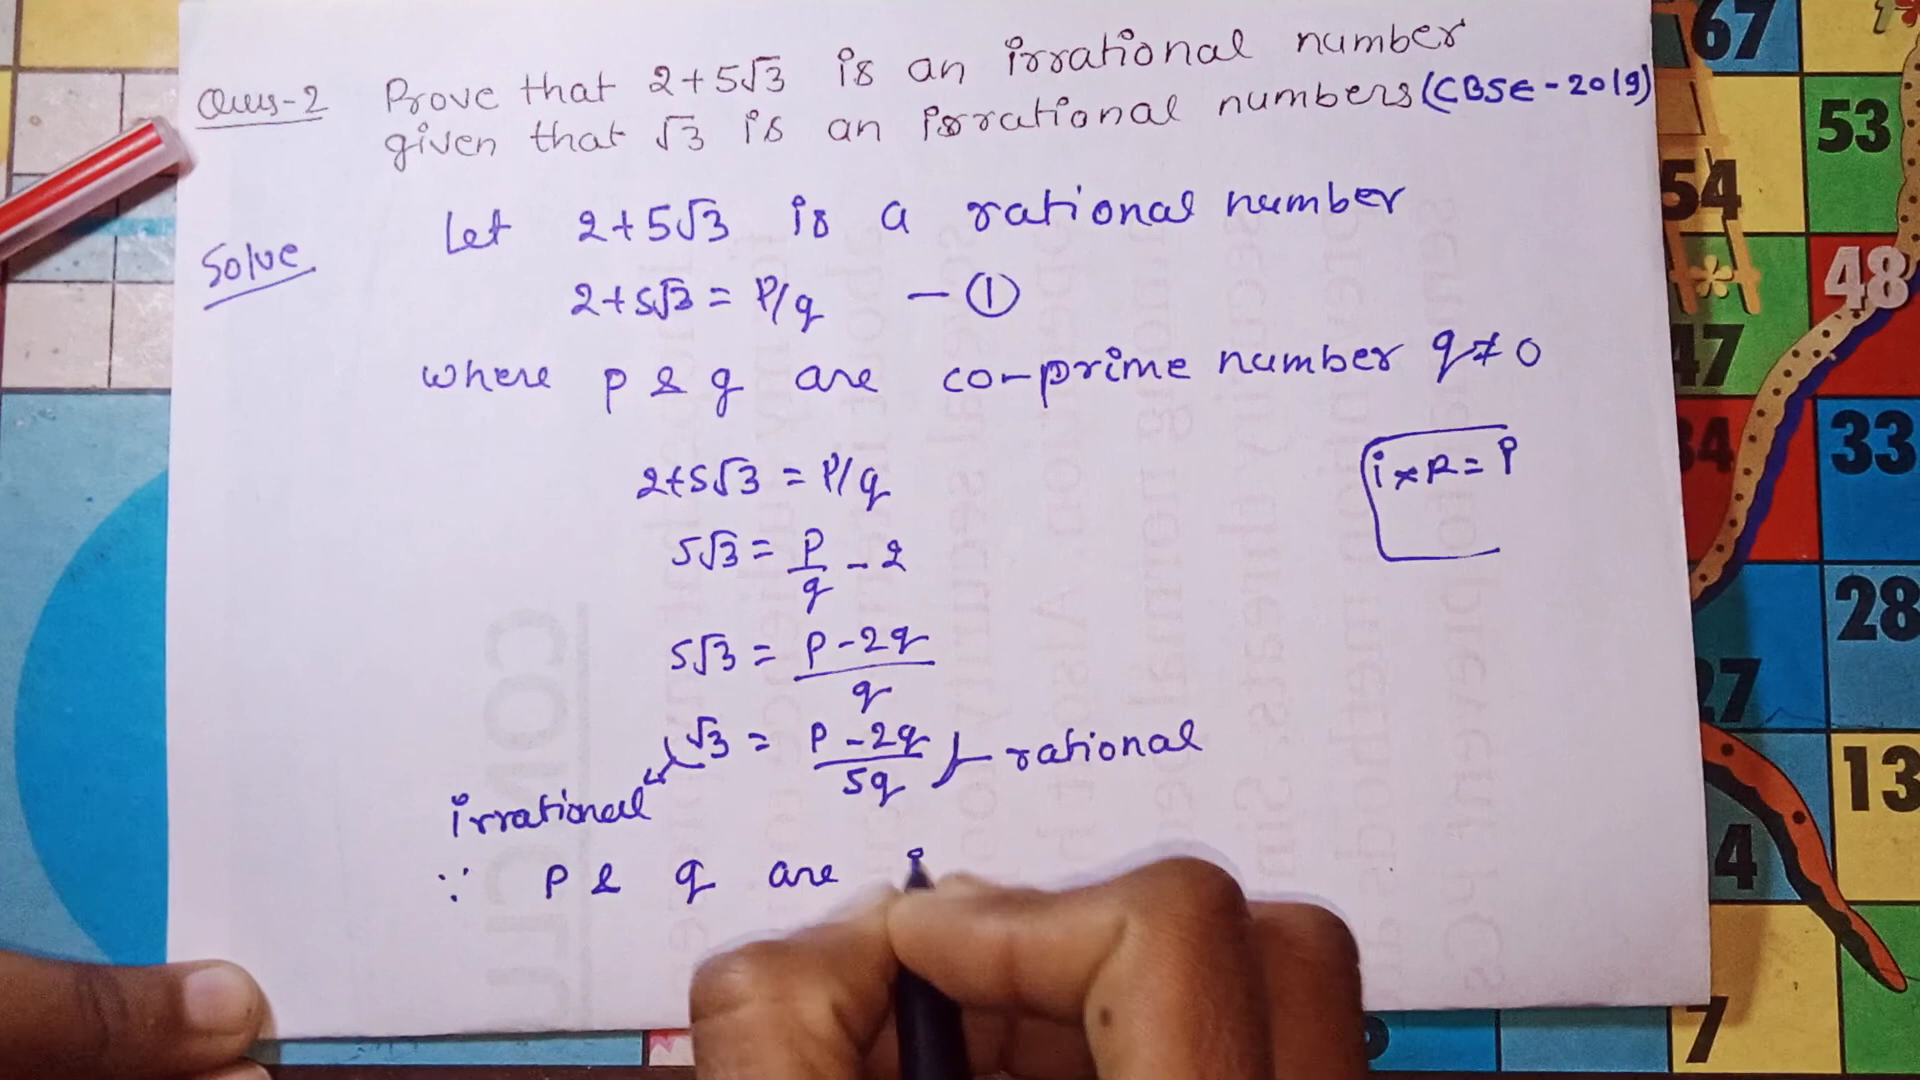 Ques-2 Prove that 2+5√3 is an irrational number
given that √3 is an irrational numbers (CBSE-2019)
Solve Let 2+5√3 is a rational number
2+5√3 = P/q — ①
where p & q are co-prime number q≠0
2+5√3 = P/q
i×R=i
5√3 = P/q - 2
5√3 = P-2q/q
√3 = P-2q/5q }- rational
irrational
∵ P & q are i
67
53
54
48
47
34
33
28
27
13
4
7